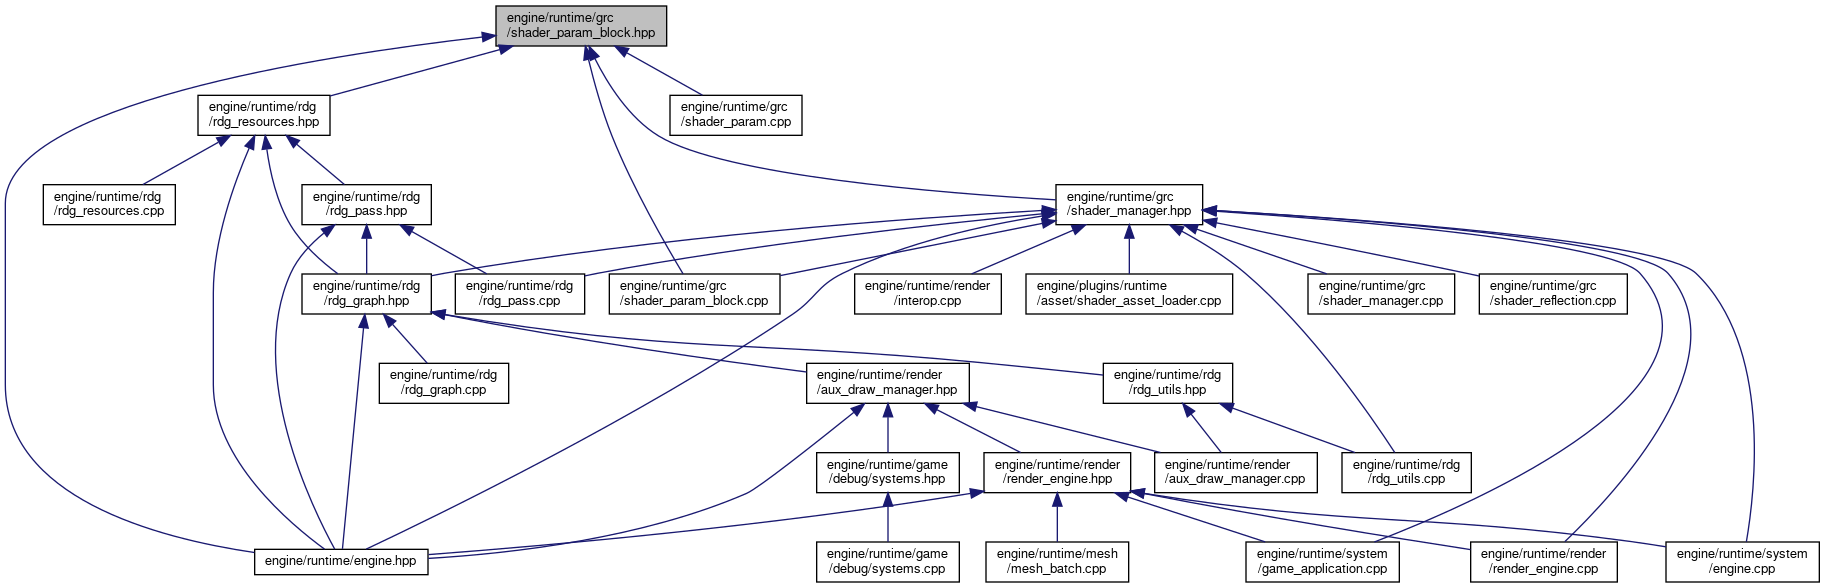 engine/runtime/grc
/shader_param_block.hpp
engine/runtime/rdg
/rdg_resources.hpp
engine/runtime/grc
/shader_param.cpp
engine/runtime/rdg
/rdg_resources.cpp
engine/runtime/rdg
/rdg_pass.hpp
engine/runtime/grc
/shader_manager.hpp
engine/runtime/rdg
/rdg_graph.hpp
engine/runtime/rdg
/rdg_pass.cpp
engine/runtime/grc
/shader_param_block.cpp
engine/runtime/render
/interop.cpp
engine/plugins/runtime
/asset/shader_asset_loader.cpp
engine/runtime/grc
/shader_manager.cpp
engine/runtime/grc
/shader_reflection.cpp
engine/runtime/rdg
/rdg_graph.cpp
engine/runtime/render
/aux_draw_manager.hpp
engine/runtime/rdg
/rdg_utils.hpp
engine/runtime/game
/debug/systems.hpp
engine/runtime/render
/render_engine.hpp
engine/runtime/render
/aux_draw_manager.cpp
engine/runtime/rdg
/rdg_utils.cpp
engine/runtime/engine.hpp
engine/runtime/game
/debug/systems.cpp
engine/runtime/mesh
/mesh_batch.cpp
engine/runtime/system
/game_application.cpp
engine/runtime/render
/render_engine.cpp
engine/runtime/system
/engine.cpp